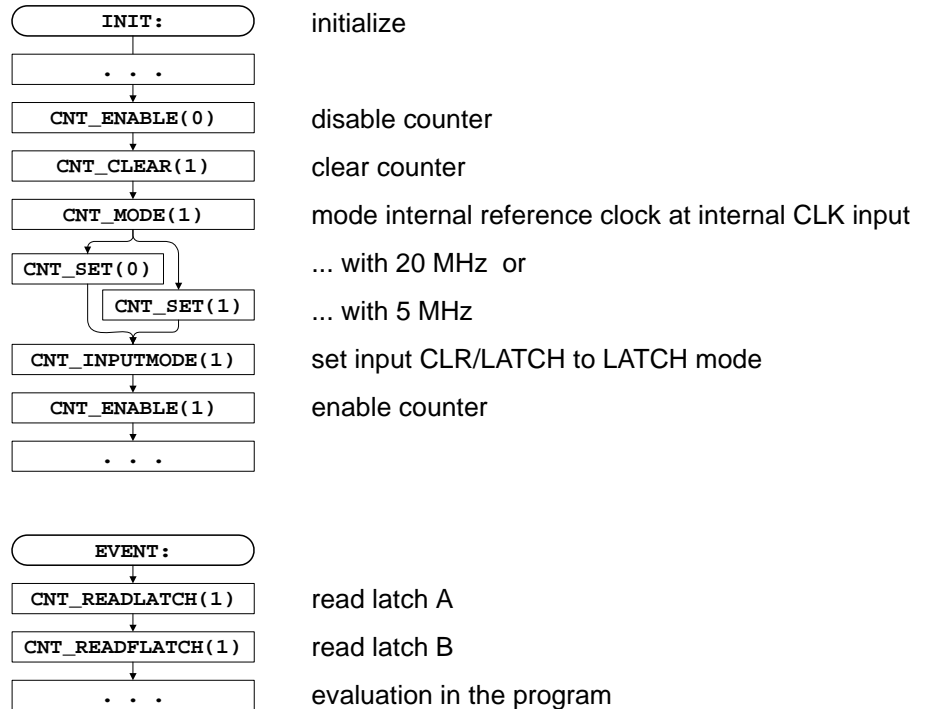 INIT: initialize
. . .
CNT_ENABLE(0) disable counter
CNT_CLEAR(1) clear counter
CNT_MODE(1) mode internal reference clock at internal CLK input
CNT_SET(0) ... with 20 MHz or
CNT_SET(1) ... with 5 MHz
CNT_INPUTMODE(1) set input CLR/LATCH to LATCH mode
CNT_ENABLE(1) enable counter
. . .
EVENT:
CNT_READLATCH(1) read latch A
CNT_READFLATCH(1) read latch B
. . . evaluation in the program